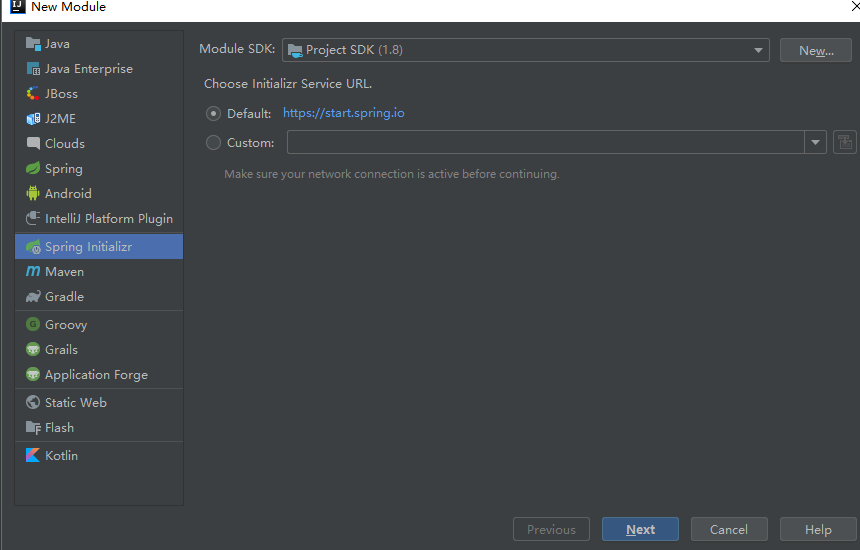 New Module
Java
Java Enterprise
JBoss
J2ME
Clouds
Spring
Android
IntelliJ Platform Plugin
Spring Initializr
Maven
Gradle
Groovy
Grails
Application Forge
Static Web
Flash
Kotlin
Module SDK: Project SDK (1.8) New...
Choose Initializr Service URL.
Default: https://start.spring.io
Custom:
Make sure your network connection is active before continuing.
Previous Next Cancel Help